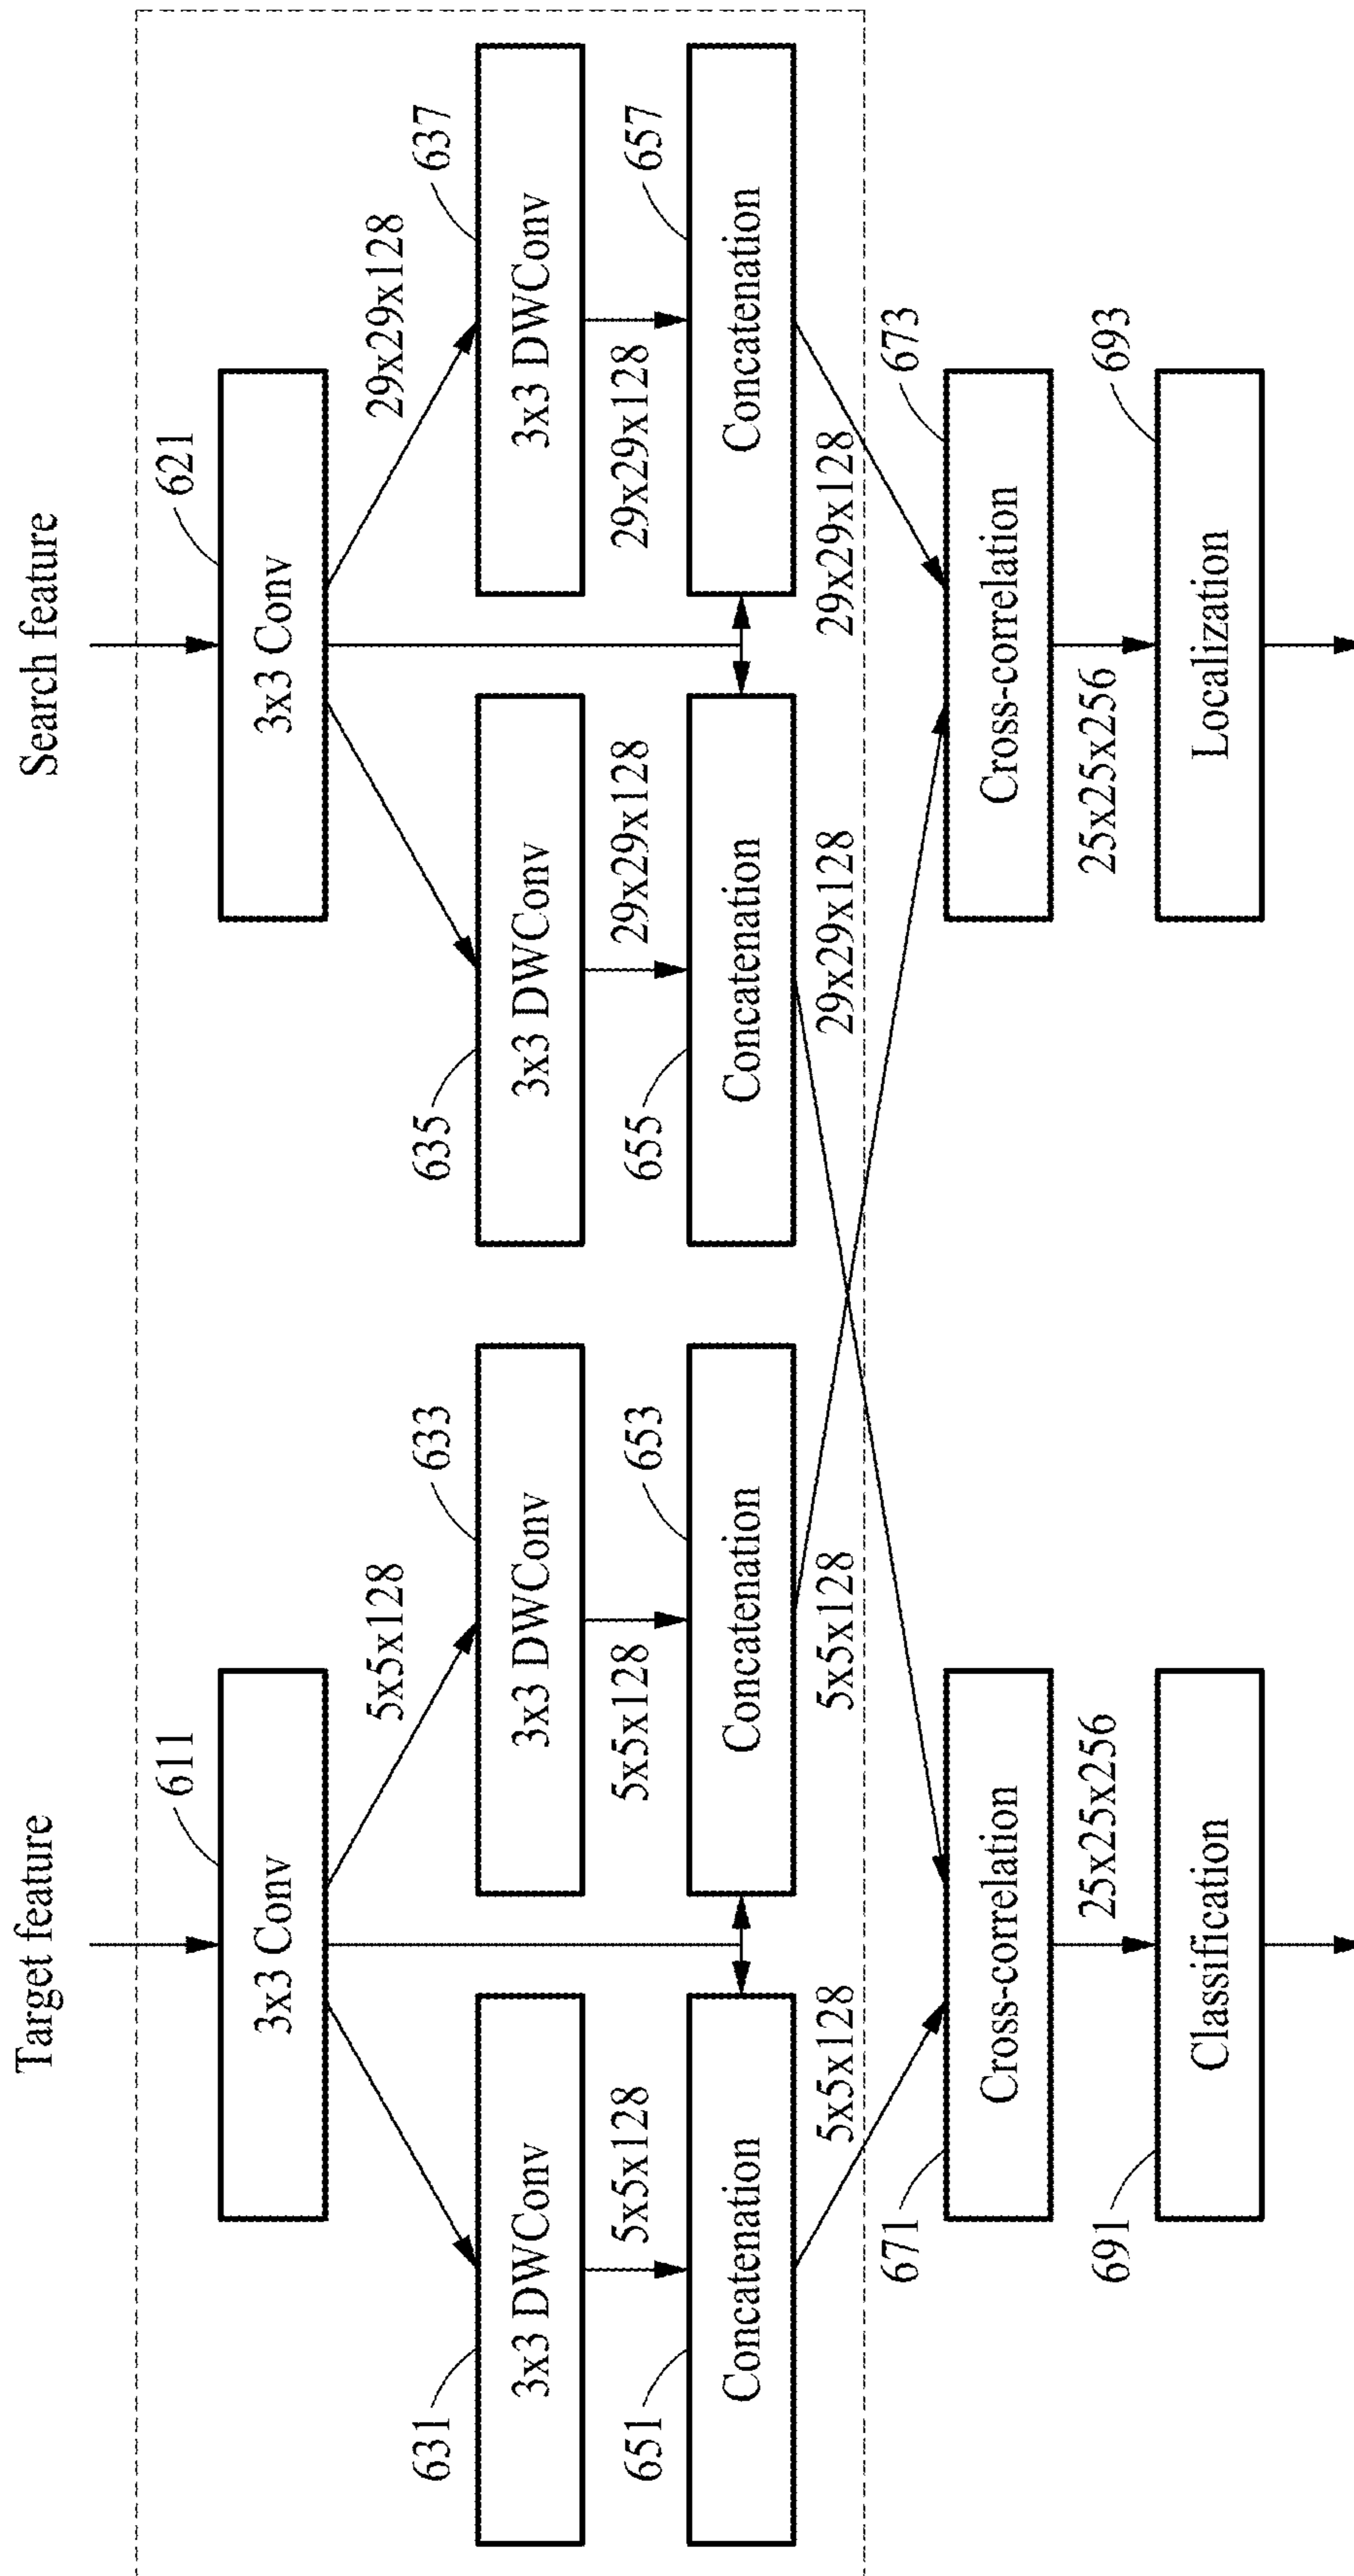 Target feature
Search feature
611
3x3 Conv
621
3x3 Conv
5x5x128
29x29x128
631
3x3 DWConv
633
3x3 DWConv
635
3x3 DWConv
637
3x3 DWConv
5x5x128
5x5x128
29x29x128
29x29x128
651
Concatenation
653
Concatenation
655
Concatenation
657
Concatenation
5x5x128
5x5x128
29x29x128
29x29x128
671
Cross-correlation
673
Cross-correlation
25x25x256
25x25x256
691
Classification
693
Localization